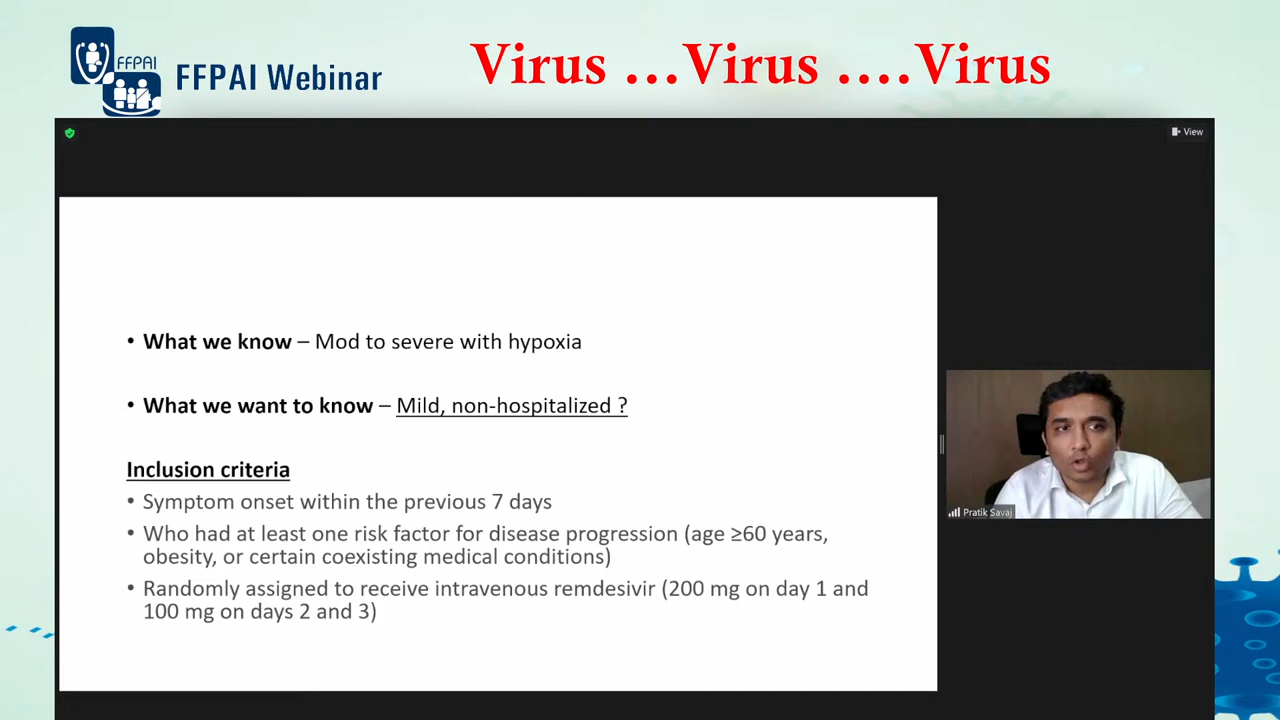 FFPAI
FFPAI Webinar
Virus ...Virus ....Virus
View
• What we know – Mod to severe with hypoxia
• What we want to know – Mild, non-hospitalized ?
Inclusion criteria
• Symptom onset within the previous 7 days
• Who had at least one risk factor for disease progression (age ≥60 years,
obesity, or certain coexisting medical conditions)
• Randomly assigned to receive intravenous remdesivir (200 mg on day 1 and
100 mg on days 2 and 3)
Pratik Savaj